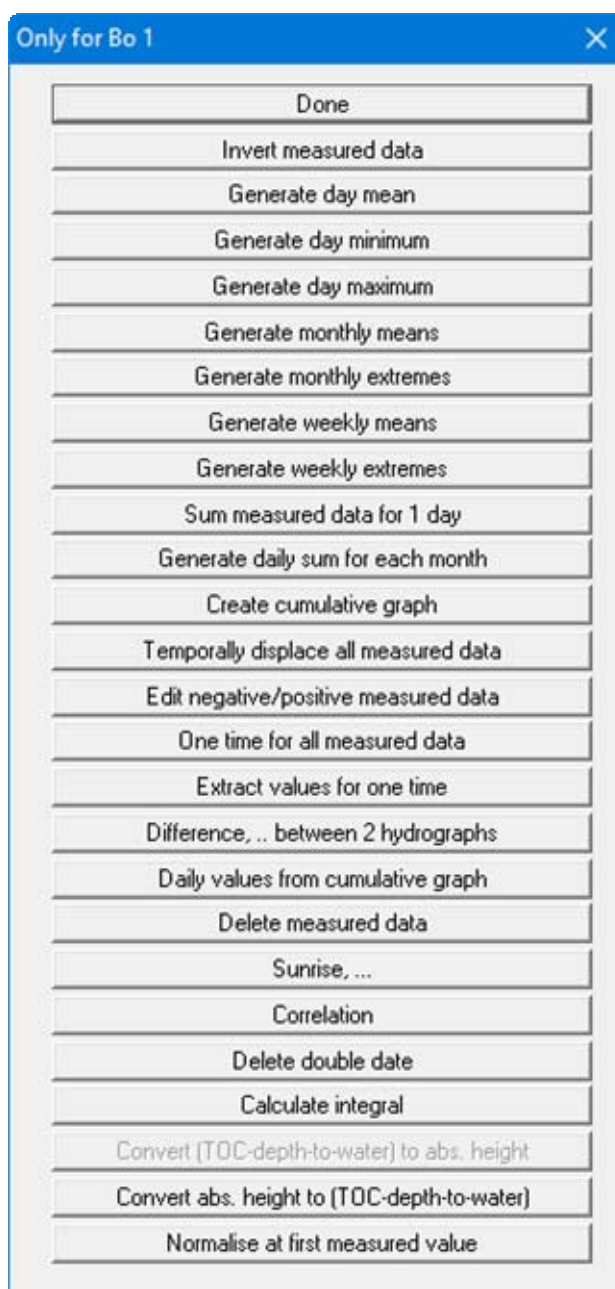 Only for Bo 1
Done
Invert measured data
Generate day mean
Generate day minimum
Generate day maximum
Generate monthly means
Generate monthly extremes
Generate weekly means
Generate weekly extremes
Sum measured data for 1 day
Generate daily sum for each month
Create cumulative graph
Temporally displace all measured data
Edit negative/positive measured data
One time for all measured data
Extract values for one time
Difference, .. between 2 hydrographs
Daily values from cumulative graph
Delete measured data
Sunrise, ...
Correlation
Delete double date
Calculate integral
Convert (TOC-depth-to-water) to abs. height
Convert abs. height to (TOC-depth-to-water)
Normalise at first measured value